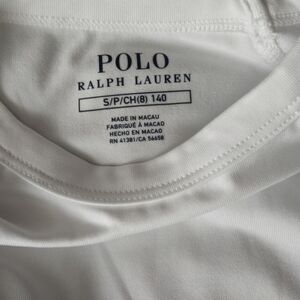 POLO
RALPH LAUREN
S/P/CH(8) 140
MADE IN MACAU
FABRIQUÉ À MACAO
HECHO EN MACAO
RN 41381/CA 56658